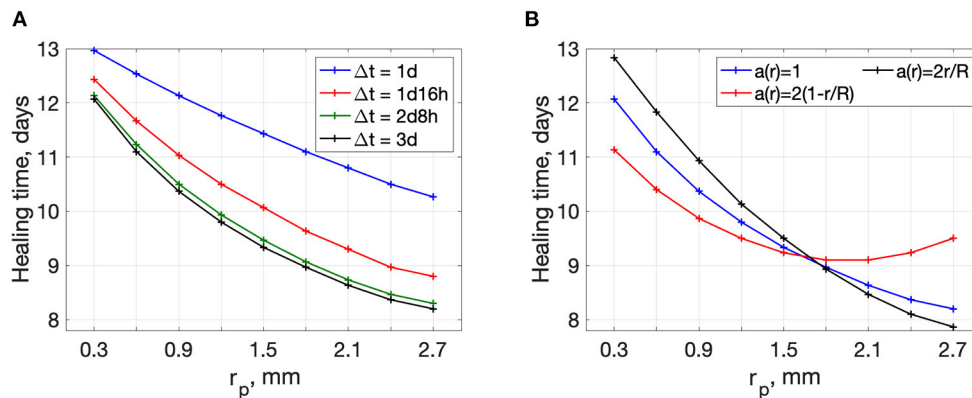 A
13
12
11
10
9
8
Healing time, days
0.3 0.9 1.5 2.1 2.7
r_p, mm
Δt = 1d
Δt = 1d16h
Δt = 2d8h
Δt = 3d
B
13
12
11
10
9
8
Healing time, days
0.3 0.9 1.5 2.1 2.7
r_p, mm
a(r)=1 a(r)=2r/R
a(r)=2(1-r/R)